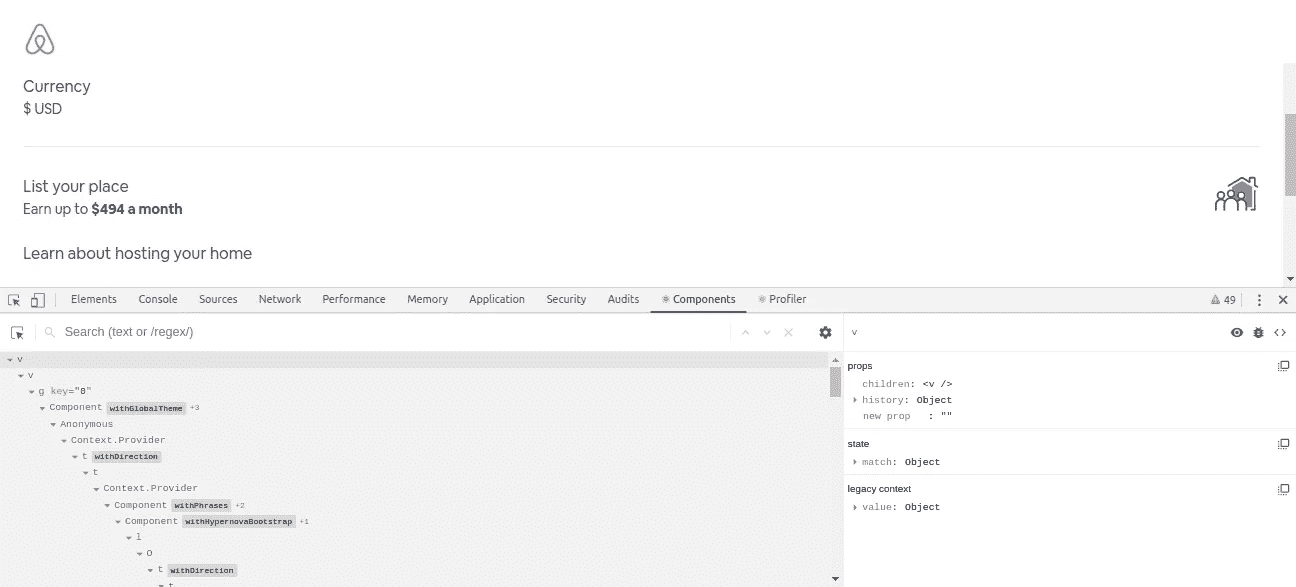 Currency
$ USD
List your place
Earn up to $494 a month
Learn about hosting your home
Elements Console Sources Network Performance Memory Application Security Audits Components Profiler 49
Search (text or /regex/)
v
v
g key="0"
Component withGlobalTheme +3
Anonymous
Context.Provider
t withDirection
t
Context.Provider
Component withPhrases +2
Component withHypernovaBootstrap +1
l
O
t withDirection
t
v
props
children: <v />
history: Object
new prop : ""
state
match: Object
legacy context
value: Object